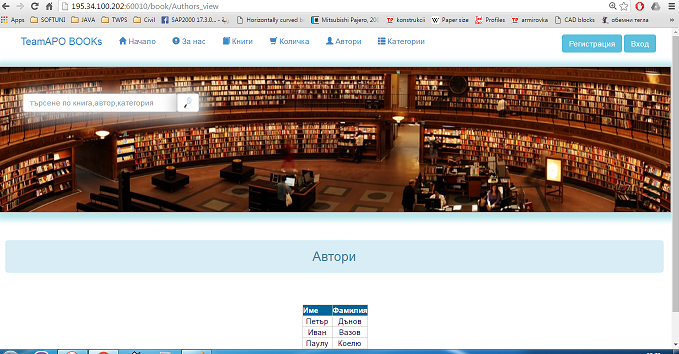 195.34.100.202:60010/book/Authors_view
Apps SOFTUNI JAVA TWPS Civil SAP2000 17.3.0... - Horizontally curved b Mitsubishi Pajero, 200 konstrukcii Paper size Profiles armirovka CAD blocks обемни тегла
TeamAPO BOOKs Начало За нас Книги Количка Автори Категории Регистрация Вход
търсене по книга,автор,категория
Автори
Име Фамилия
Петър Дънов
Иван Вазов
Паулу Коелю